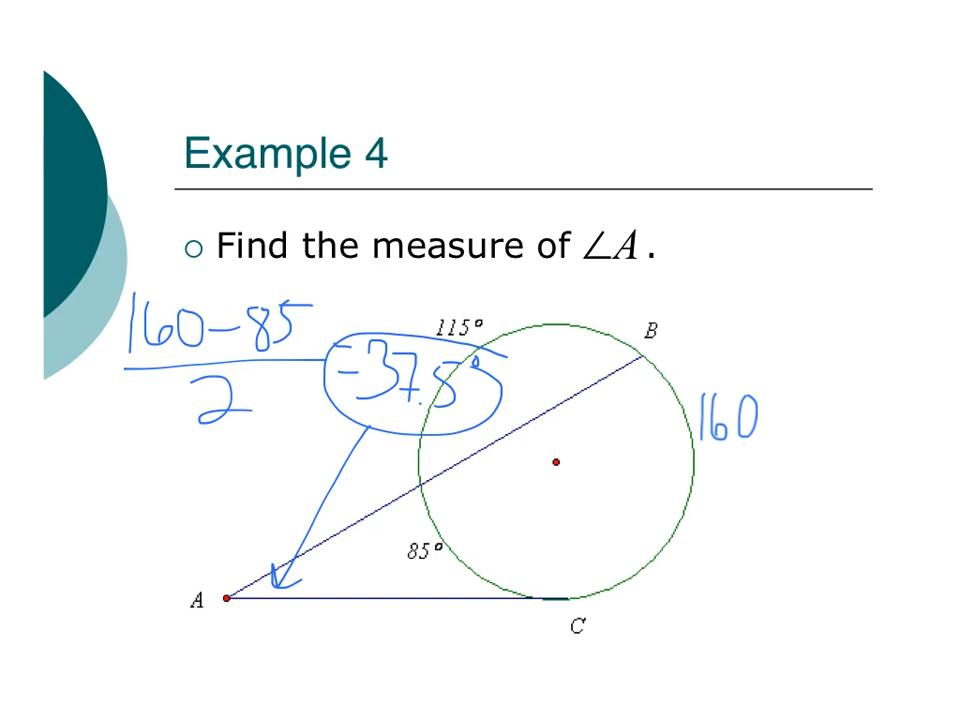 Example 4
Find the measure of ∠A .
160 - 85
2
= 37.5°
115°
B
160
85°
A
C